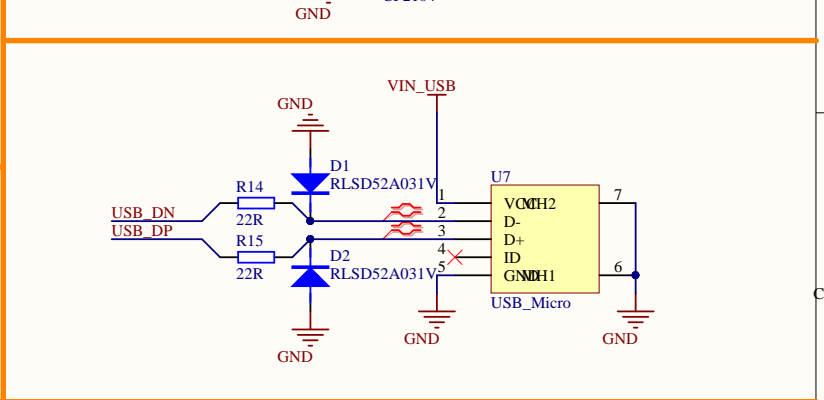 GND
VIN_USB
GND
D1
RLSD52A031V
U7
R14
22R
USB_DN
USB_DP
R15
22R
D2
RLSD52A031V
1
2
3
4
5
VCC
MH2
D-
D+
ID
GND
MH1
7
6
USB_Micro
GND
GND
GND
C